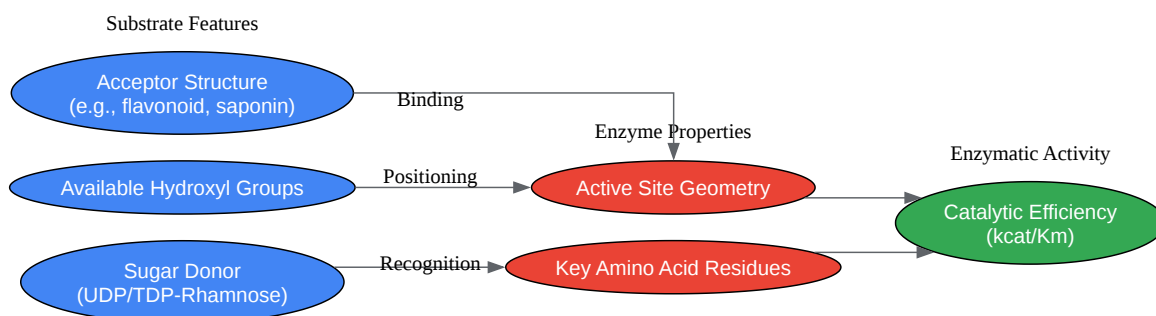 Substrate Features
Acceptor Structure
(e.g., flavonoid, saponin)
Binding
Enzyme Properties
Enzymatic Activity
Available Hydroxyl Groups
Positioning
Active Site Geometry
Catalytic Efficiency
(kcat/Km)
Sugar Donor
(UDP/TDP-Rhamnose)
Recognition
Key Amino Acid Residues